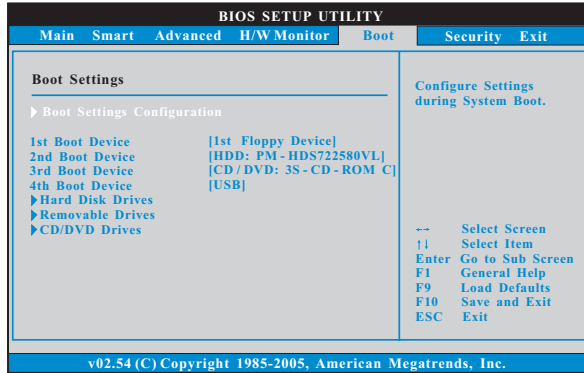 BIOS SETUP UTILITY
Main Smart Advanced H/W Monitor Boot Security Exit
Boot Settings
Boot Settings Configuration
1st Boot Device [1st Floppy Device]
2nd Boot Device [HDD: PM - HDS722580VL]
3rd Boot Device [CD / DVD: 3S - CD - ROM C]
4th Boot Device [USB]
Hard Disk Drives
Removable Drives
CD/DVD Drives
Configure Settings
during System Boot.
←→ Select Screen
↑↓ Select Item
Enter Go to Sub Screen
F1 General Help
F9 Load Defaults
F10 Save and Exit
ESC Exit
v02.54 (C) Copyright 1985-2005, American Megatrends, Inc.